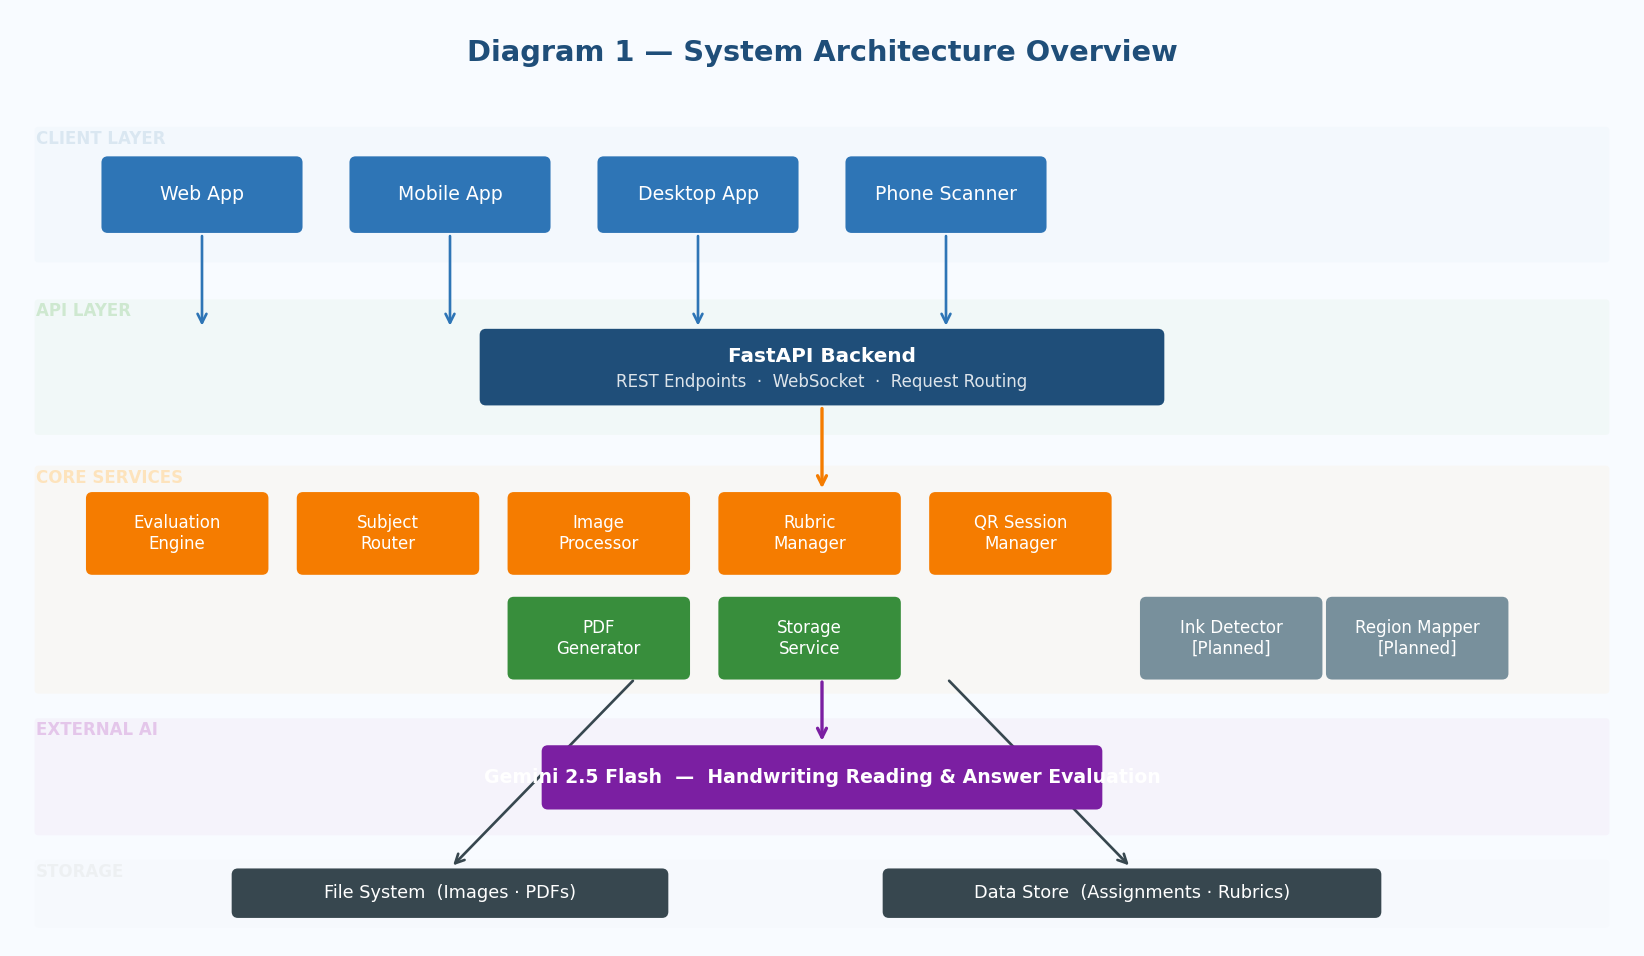 Diagram 1 — System Architecture Overview
CLIENT LAYER
Web App
Mobile App
Desktop App
Phone Scanner
API LAYER
FastAPI Backend
REST Endpoints · WebSocket · Request Routing
CORE SERVICES
Evaluation
Engine
Subject
Router
Image
Processor
Rubric
Manager
QR Session
Manager
PDF
Generator
Storage
Service
Ink Detector
[Planned]
Region Mapper
[Planned]
EXTERNAL AI
Gemini 2.5 Flash — Handwriting Reading & Answer Evaluation
STORAGE
File System (Images · PDFs)
Data Store (Assignments · Rubrics)